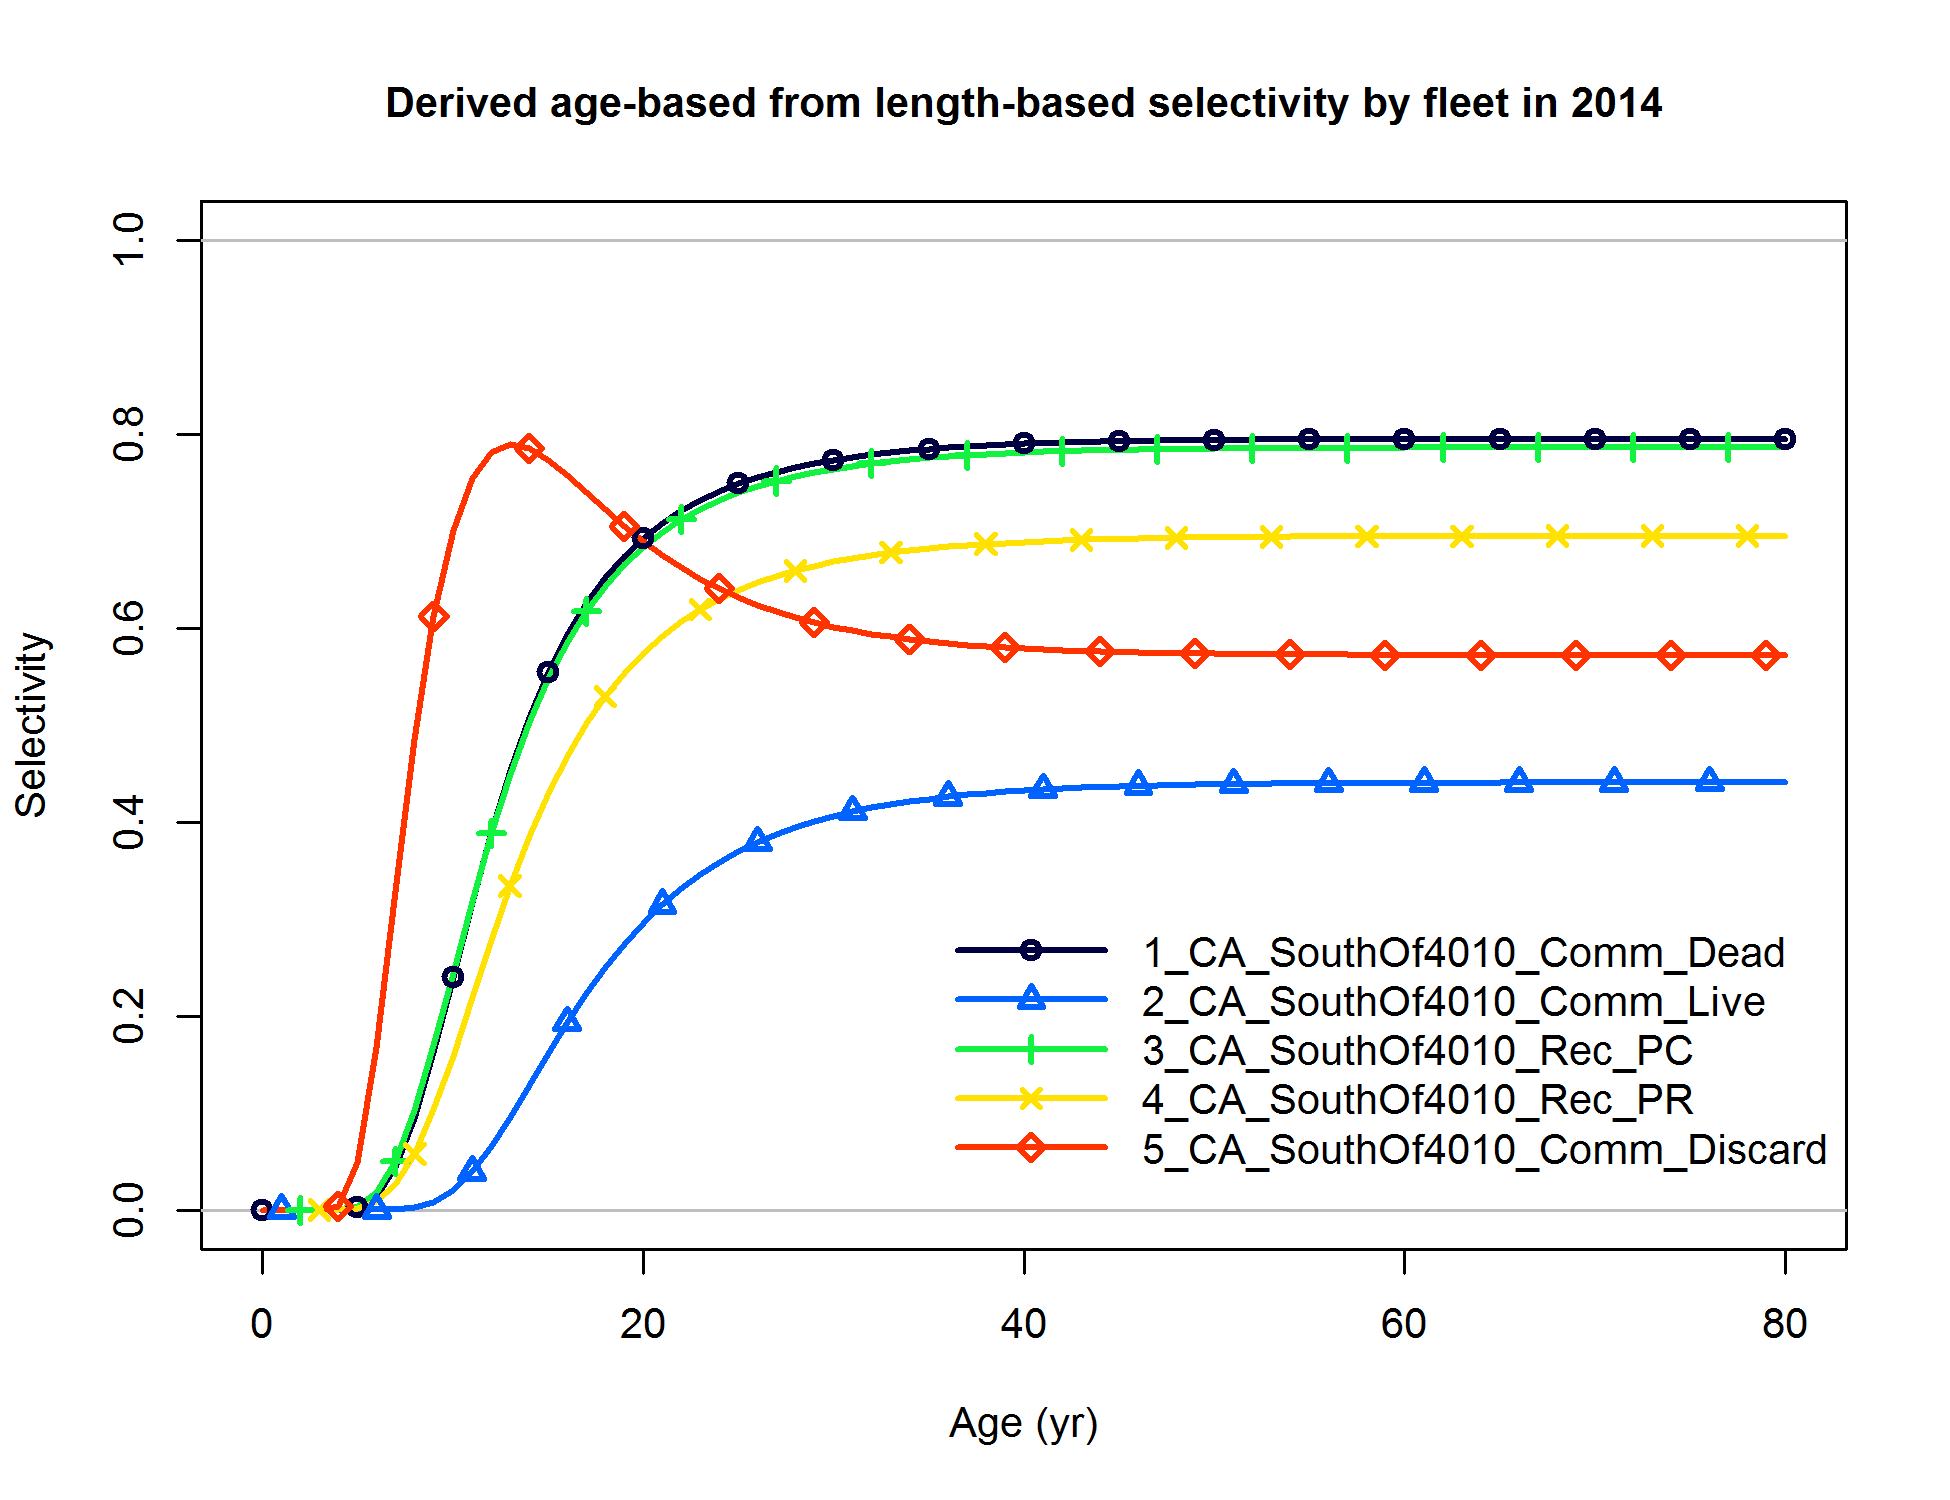 Derived age-based from length-based selectivity by fleet in 2014
Selectivity
1.0
0.8
0.6
0.4
0.2
0.0
1_CA_SouthOf4010_Comm_Dead
2_CA_SouthOf4010_Comm_Live
3_CA_SouthOf4010_Rec_PC
4_CA_SouthOf4010_Rec_PR
5_CA_SouthOf4010_Comm_Discard
0 20 40 60 80
Age (yr)